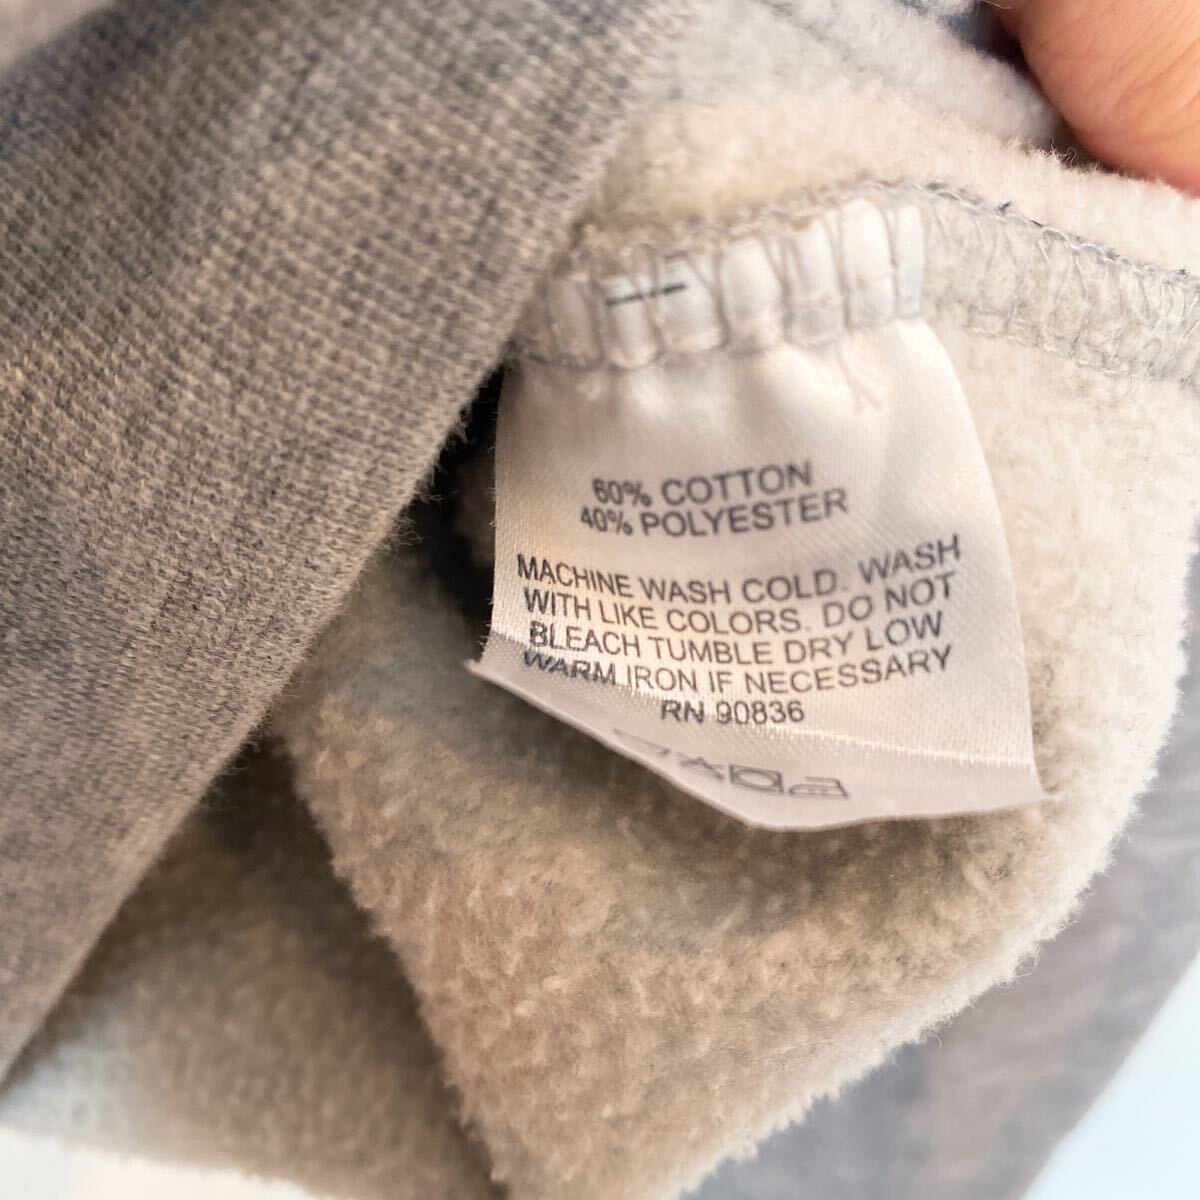 60% COTTON
40% POLYESTER
MACHINE WASH COLD. WASH
WITH LIKE COLORS. DO NOT
BLEACH TUMBLE DRY LOW
WARM IRON IF NECESSARY
RN 90836